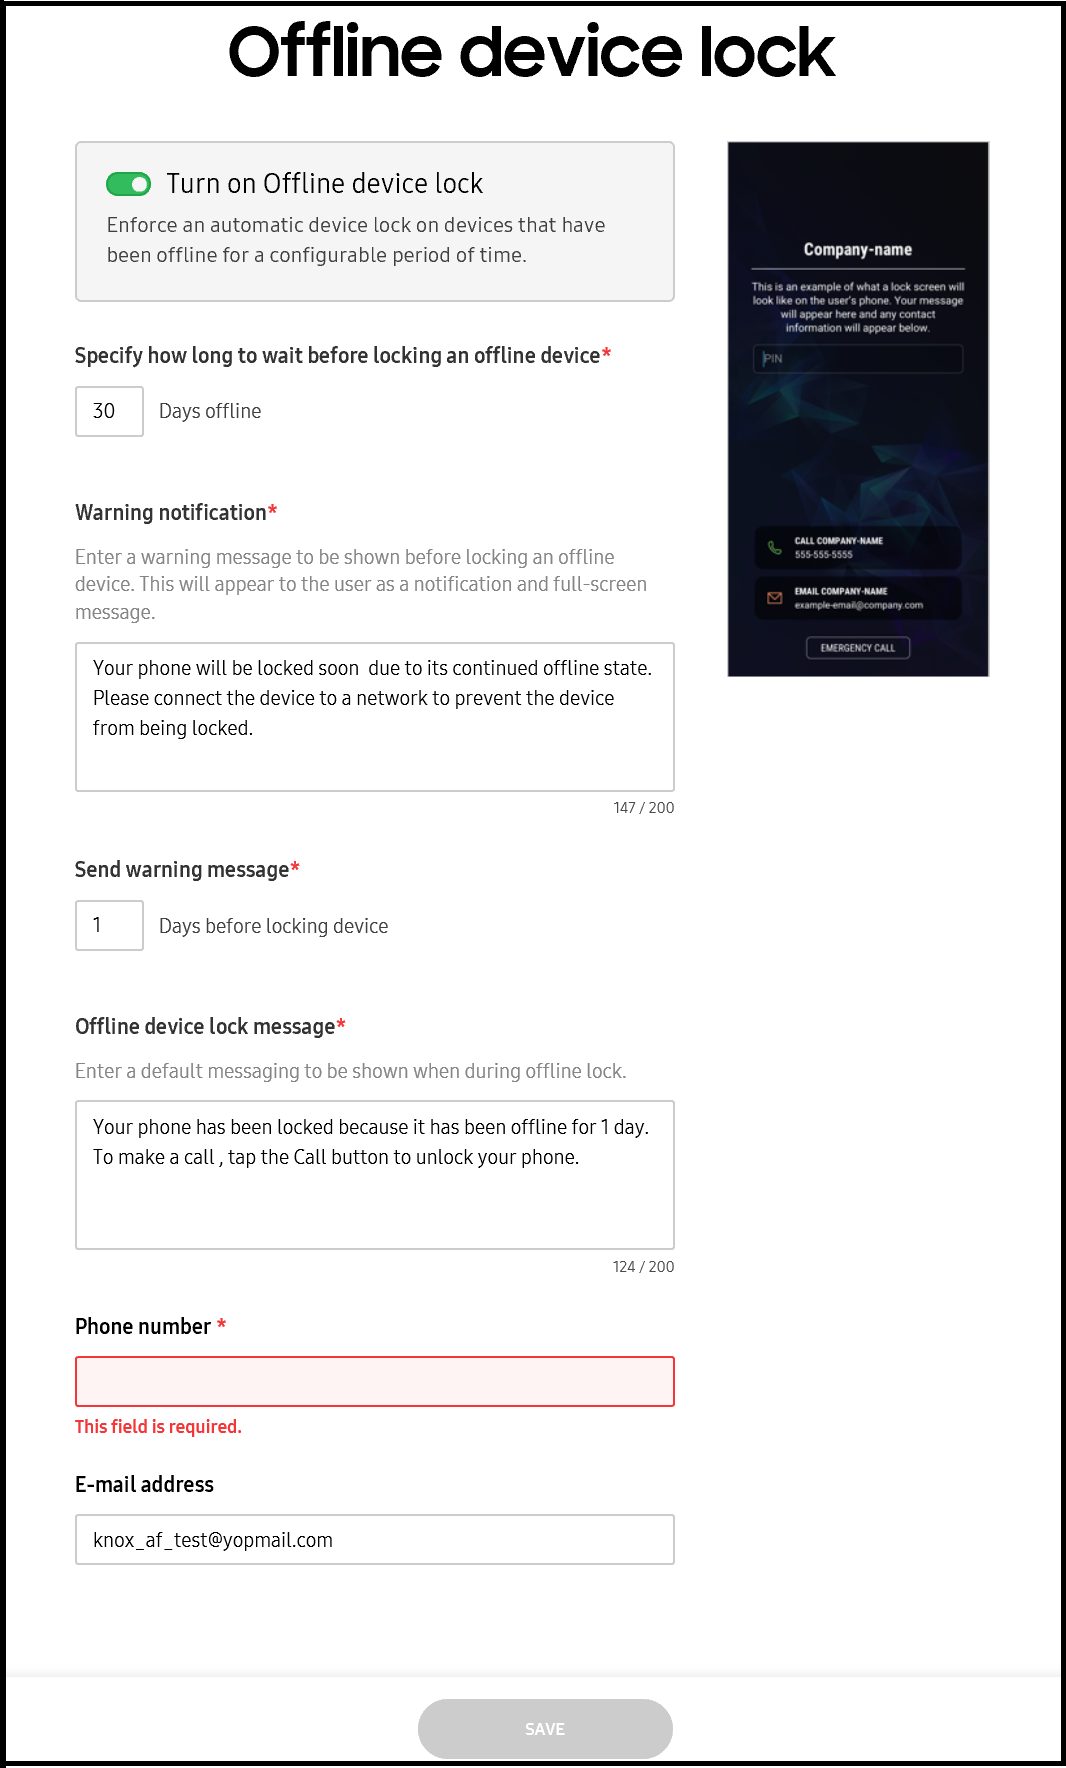 Offline device lock
Turn on Offline device lock
Enforce an automatic device lock on devices that have
been offline for a configurable period of time.
Specify how long to wait before locking an offline device*
30 Days offline
Warning notification*
Enter a warning message to be shown before locking an offline
device. This will appear to the user as a notification and full-screen
message.
Your phone will be locked soon  due to its continued offline state.
Please connect the device to a network to prevent the device
from being locked.
147 / 200
Send warning message*
1 Days before locking device
Offline device lock message*
Enter a default messaging to be shown when during offline lock.
Your phone has been locked because it has been offline for 1 day.
To make a call , tap the Call button to unlock your phone.
124 / 200
Phone number *
This field is required.
E-mail address
knox_af_test@yopmail.com
SAVE
Company-name
This is an example of what a lock screen will
look like on the user's phone. Your message
will appear here and any contact
information will appear below.
PIN
CALL COMPANY-NAME
555-555-5555
EMAIL COMPANY-NAME
example-email@company.com
EMERGENCY CALL